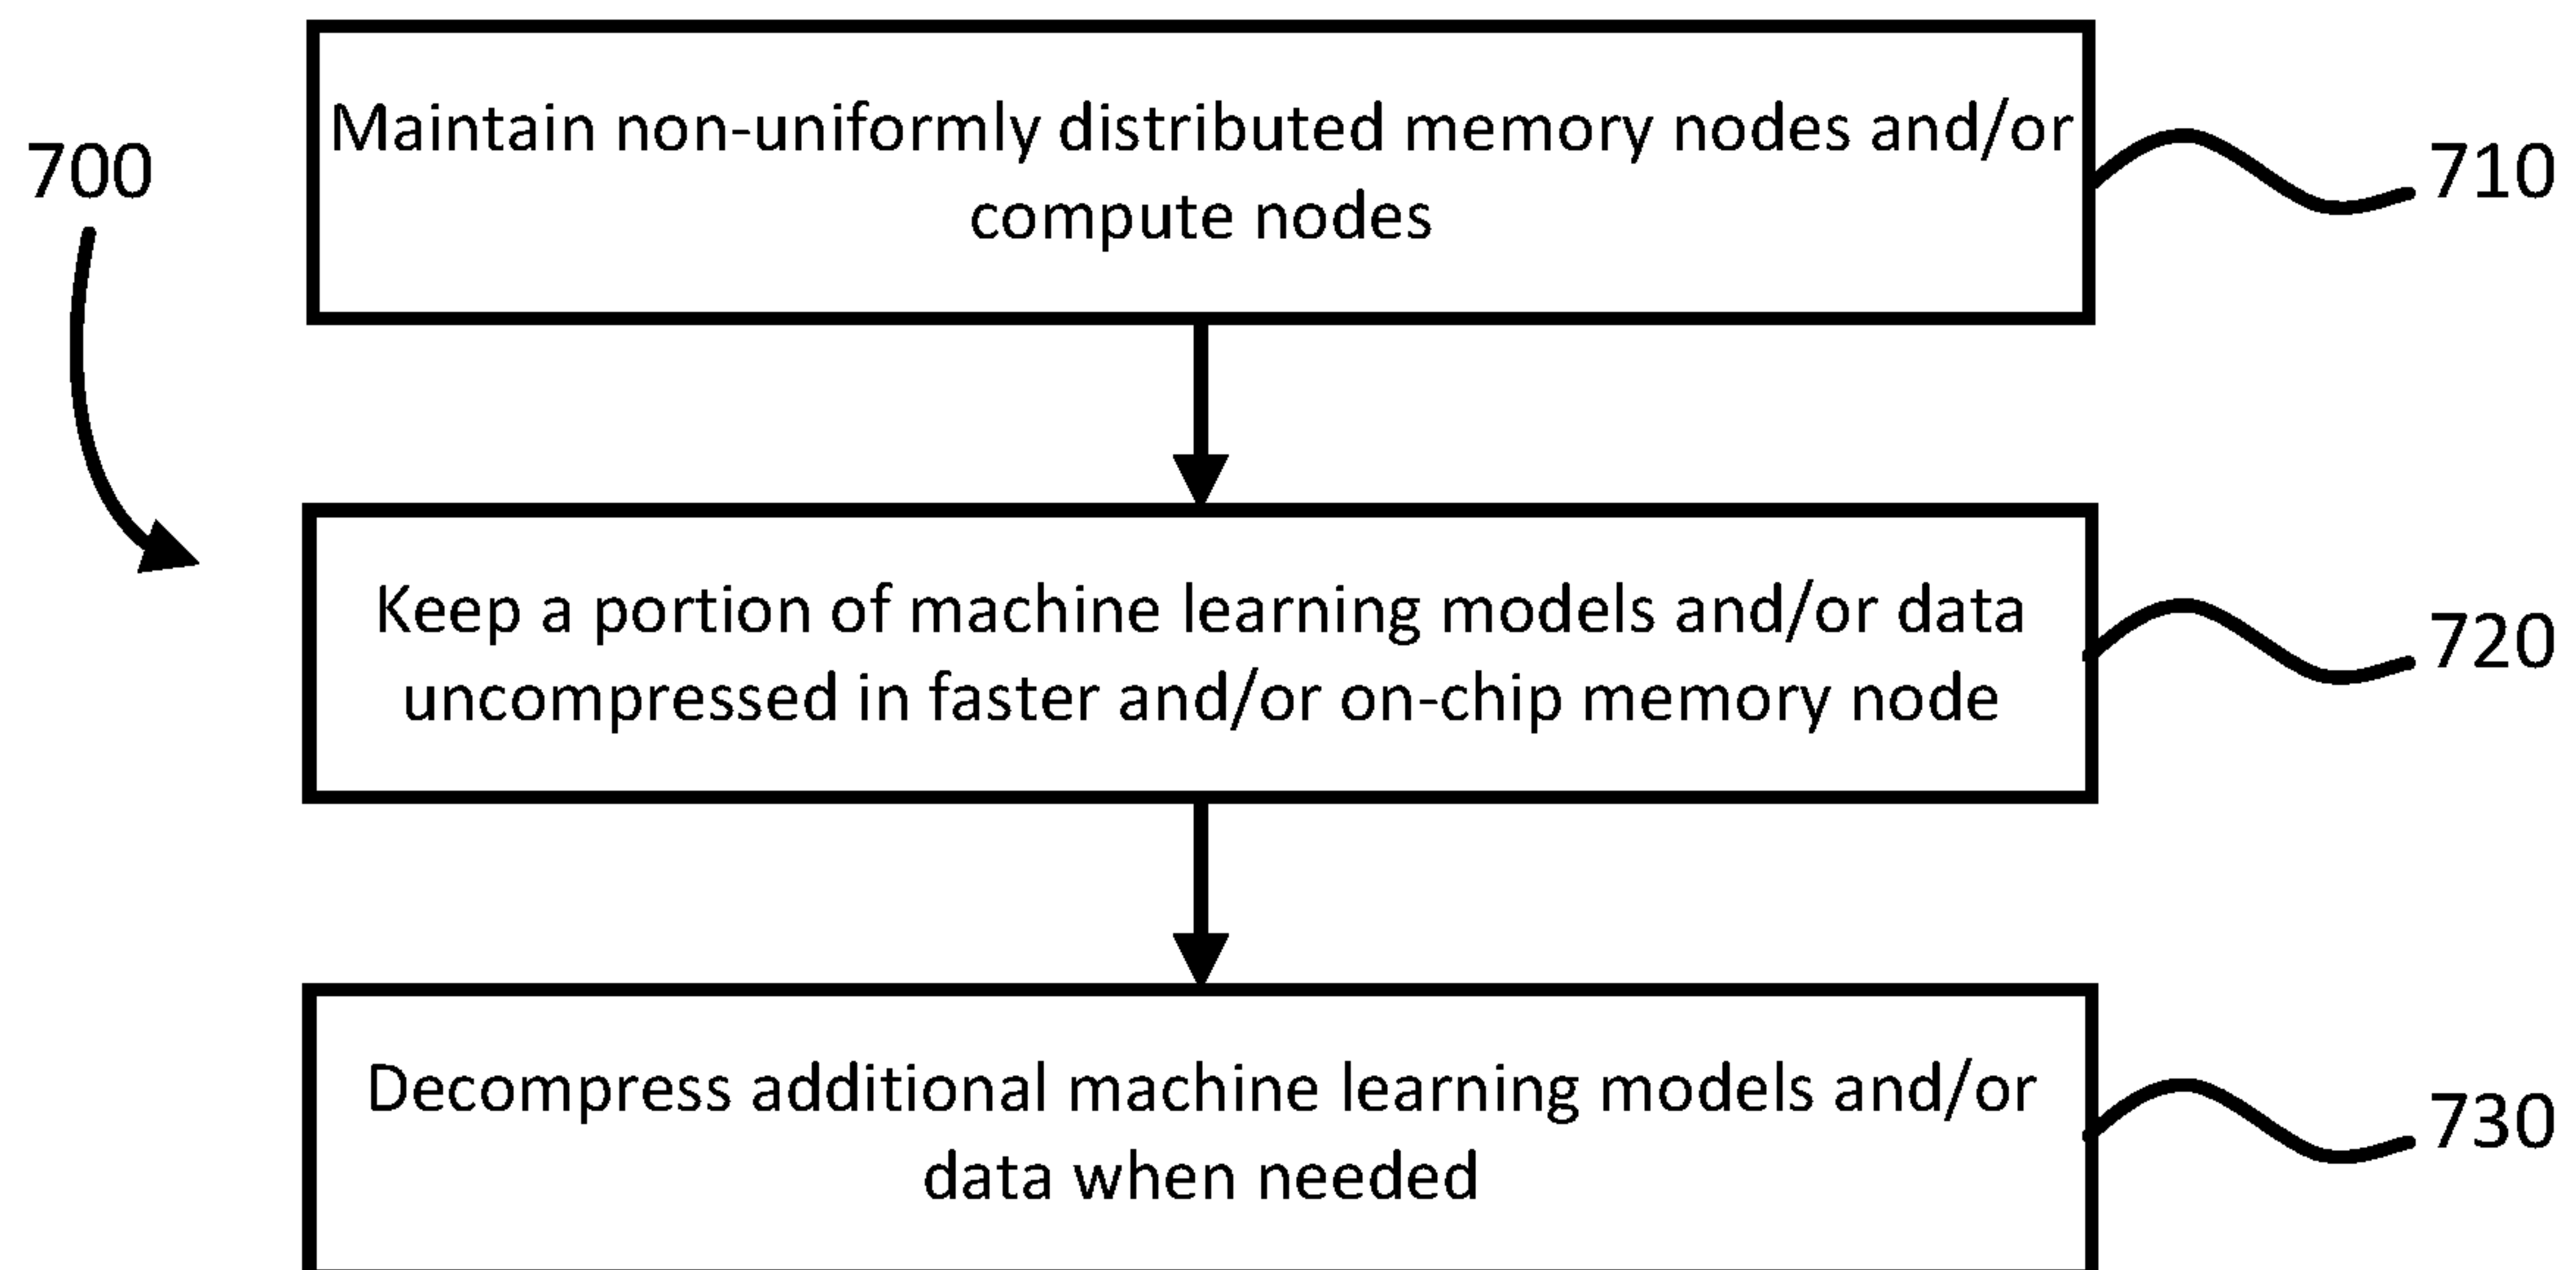 Maintain non-uniformly distributed memory nodes and/or
compute nodes
700
710
Keep a portion of machine learning models and/or data
uncompressed in faster and/or on-chip memory node
720
Decompress additional machine learning models and/or
data when needed
730